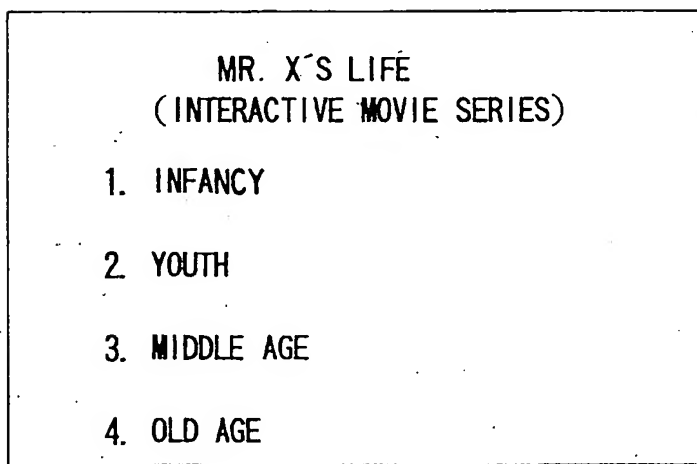 MR. X´S LIFE
(INTERACTIVE MOVIE SERIES)
1. INFANCY
2. YOUTH
3. MIDDLE AGE
4. OLD AGE